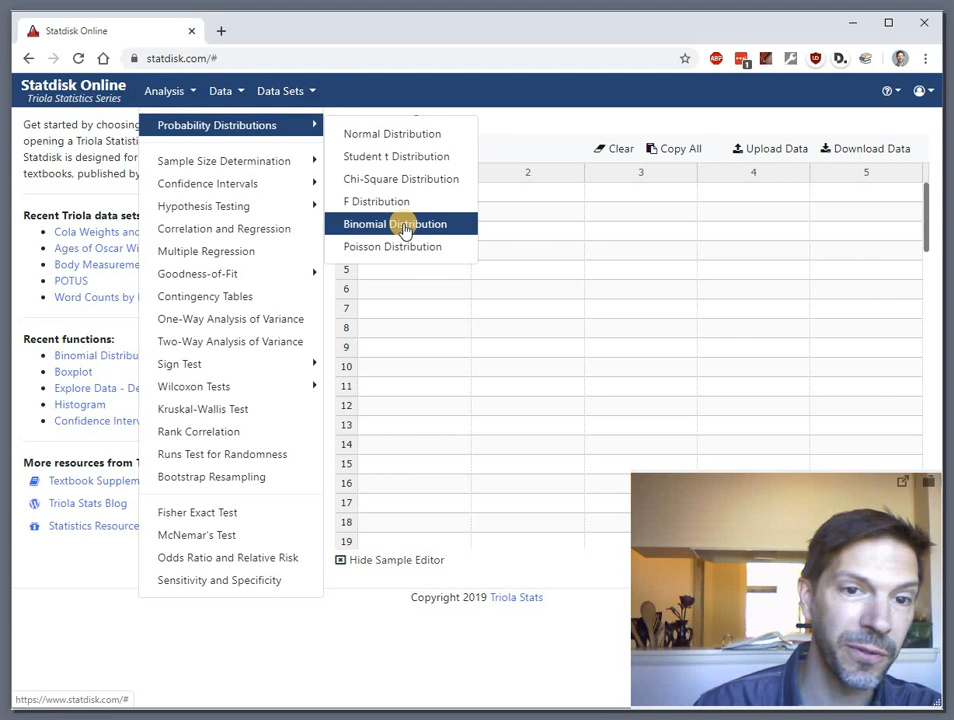 Statdisk Online
statdisk.com/#
ABP
1
UD
D.
Statdisk Online
Triola Statistics Series
Analysis
Data
Data Sets
Get started by choosing
opening a Triola Statisti
Statdisk is designed for
textbooks, published by
Recent Triola data set
Cola Weights and
Ages of Oscar Wi
Body Measureme
POTUS
Word Counts by
Recent functions:
Binomial Distribu
Boxplot
Explore Data - De
Histogram
Confidence Interv
More resources from T
Textbook Supplem
Triola Stats Blog
Statistics Resource
Probability Distributions
Sample Size Determination
Confidence Intervals
Hypothesis Testing
Correlation and Regression
Multiple Regression
Goodness-of-Fit
Contingency Tables
One-Way Analysis of Variance
Two-Way Analysis of Variance
Sign Test
Wilcoxon Tests
Kruskal-Wallis Test
Rank Correlation
Runs Test for Randomness
Bootstrap Resampling
Fisher Exact Test
McNemar's Test
Odds Ratio and Relative Risk
Sensitivity and Specificity
Normal Distribution
Student t Distribution
Chi-Square Distribution
F Distribution
Binomial Distribution
Poisson Distribution
Clear
Copy All
Upload Data
Download Data
2 3 4 5
5
6
7
8
9
10
11
12
13
14
15
16
17
18
19
Hide Sample Editor
Copyright 2019 Triola Stats
https://www.statdisk.com/#